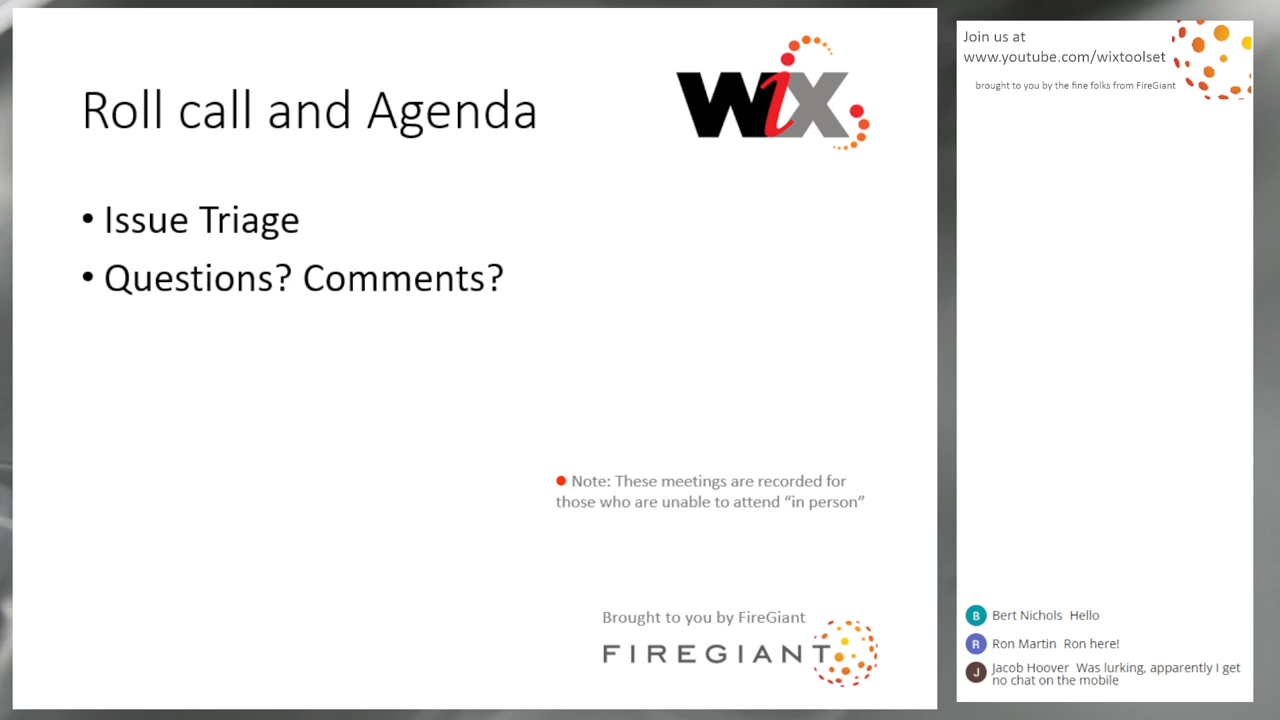 Roll call and Agenda
WiX
• Issue Triage
• Questions? Comments?
Note: These meetings are recorded for
those who are unable to attend “in person”
Brought to you by FireGiant
FIREGIANT
Join us at
www.youtube.com/wixtoolset
brought to you by the fine folks from FireGiant
B Bert Nichols Hello
R Ron Martin Ron here!
J Jacob Hoover Was lurking, apparently I get
no chat on the mobile